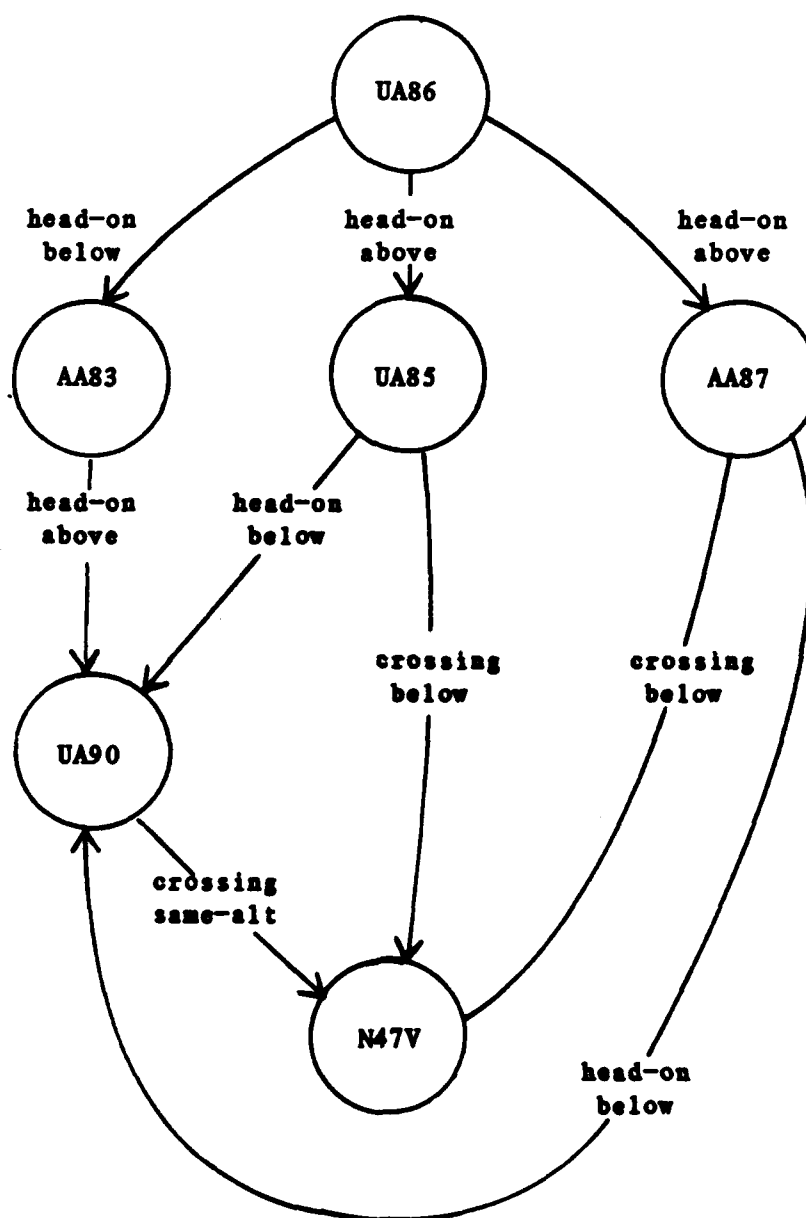 UA86
head-on
below
head-on
above
head-on
above
AA83
UA85
AA87
head-on
above
head-on
below
crossing
below
crossing
below
UA90
crossing
same-alt
N47V
head-on
below